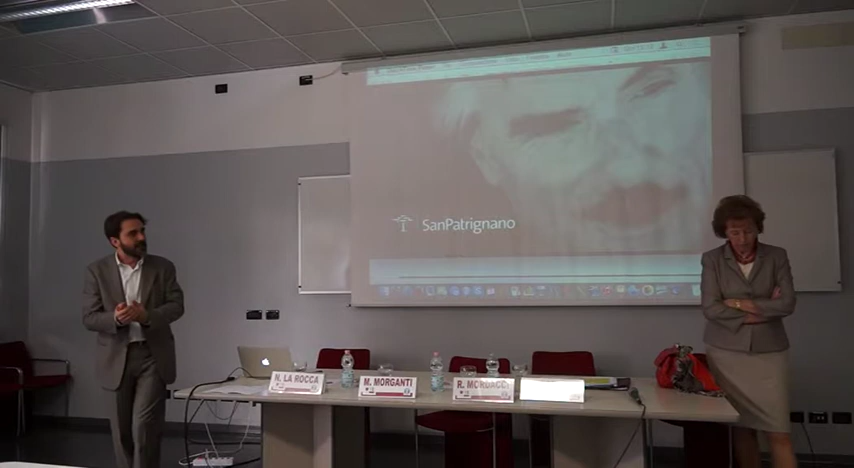 SanPatrignano
N. LA ROCCA
M. MORGANTI
R. MORDACCI